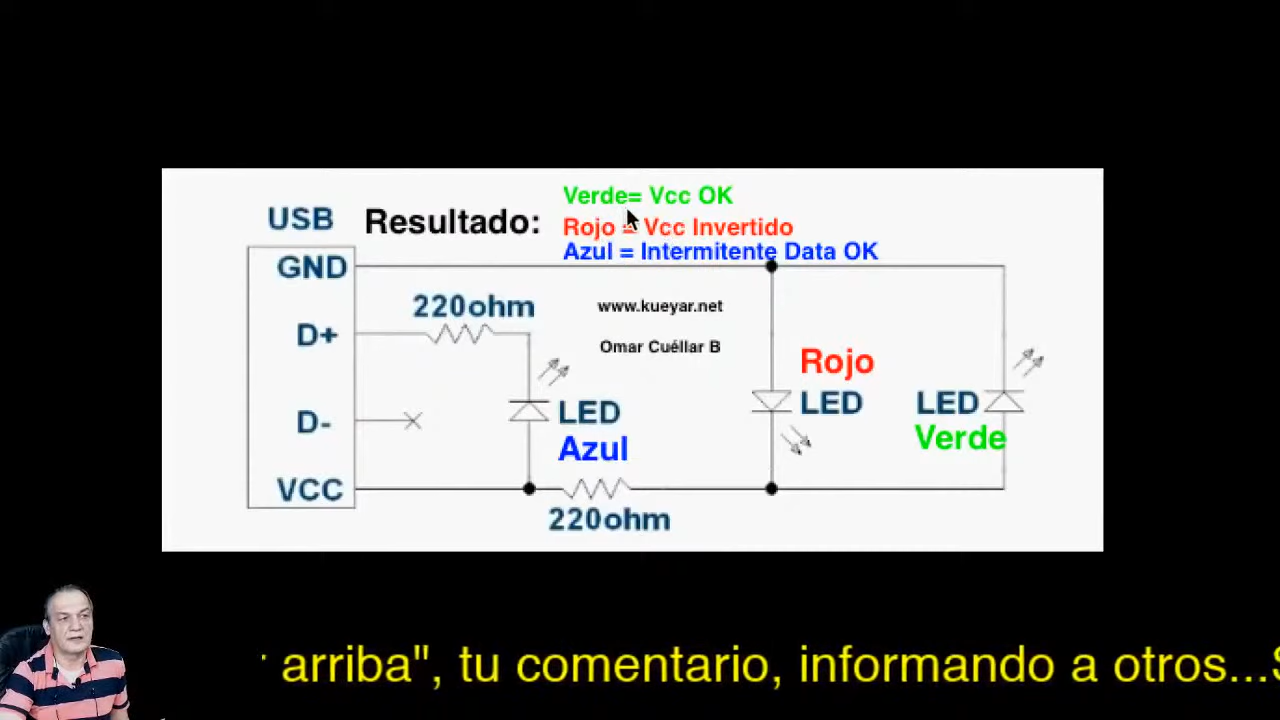 Verde= Vcc OK
USB
Resultado:
Rojo = Vcc Invertido
Azul = Intermitente Data OK
GND
220ohm
www.kueyar.net
D+
Omar Cuéllar B
Rojo
LED
LED
LED
D-
Azul
Verde
VCC
220ohm
arriba", tu comentario, informando a otros...